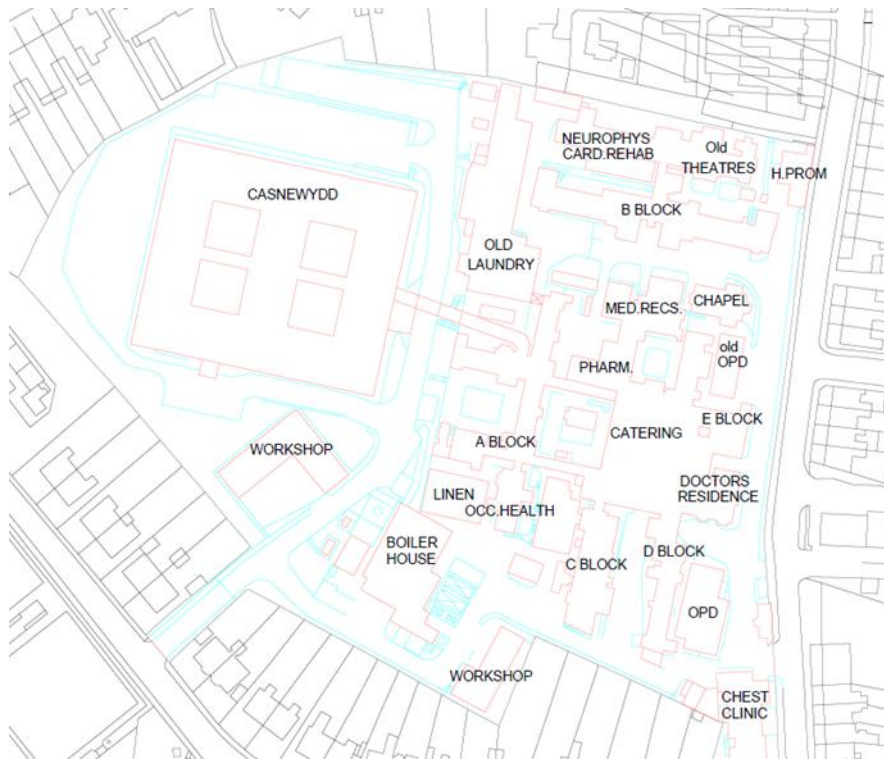 NEUROPHYS
CARD.REHAB
Old
THEATRES
H.PROM
CASNEWYDD
B BLOCK
OLD
LAUNDRY
MED.RECS.
CHAPEL
old
OPD
PHARM.
E BLOCK
CATERING
A BLOCK
WORKSHOP
DOCTORS
RESIDENCE
LINEN
OCC.HEALTH
BOILER
HOUSE
C BLOCK
D BLOCK
OPD
WORKSHOP
CHEST
CLINIC